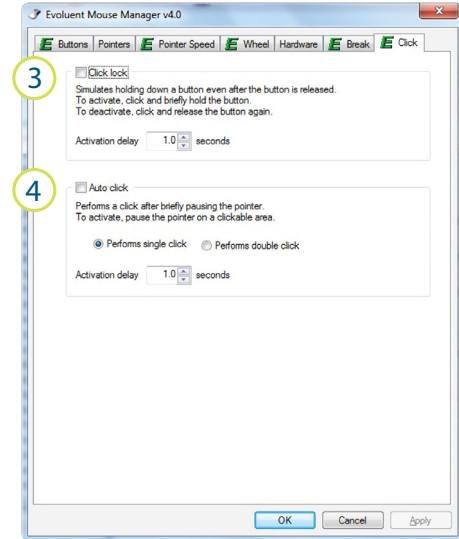 Evoluent Mouse Manager v4.0
E Buttons Pointers E Pointer Speed E Wheel Hardware E Break E Click
3
Click lock
Simulates holding down a button even after the button is released.
To activate, click and briefly hold the button.
To deactivate, click and release the button again.
Activation delay 1.0 seconds
4
Auto click
Performs a click after briefly pausing the pointer.
To activate, pause the pointer on a clickable area.
Performs single click Performs double click
Activation delay 1.0 seconds
OK Cancel Apply